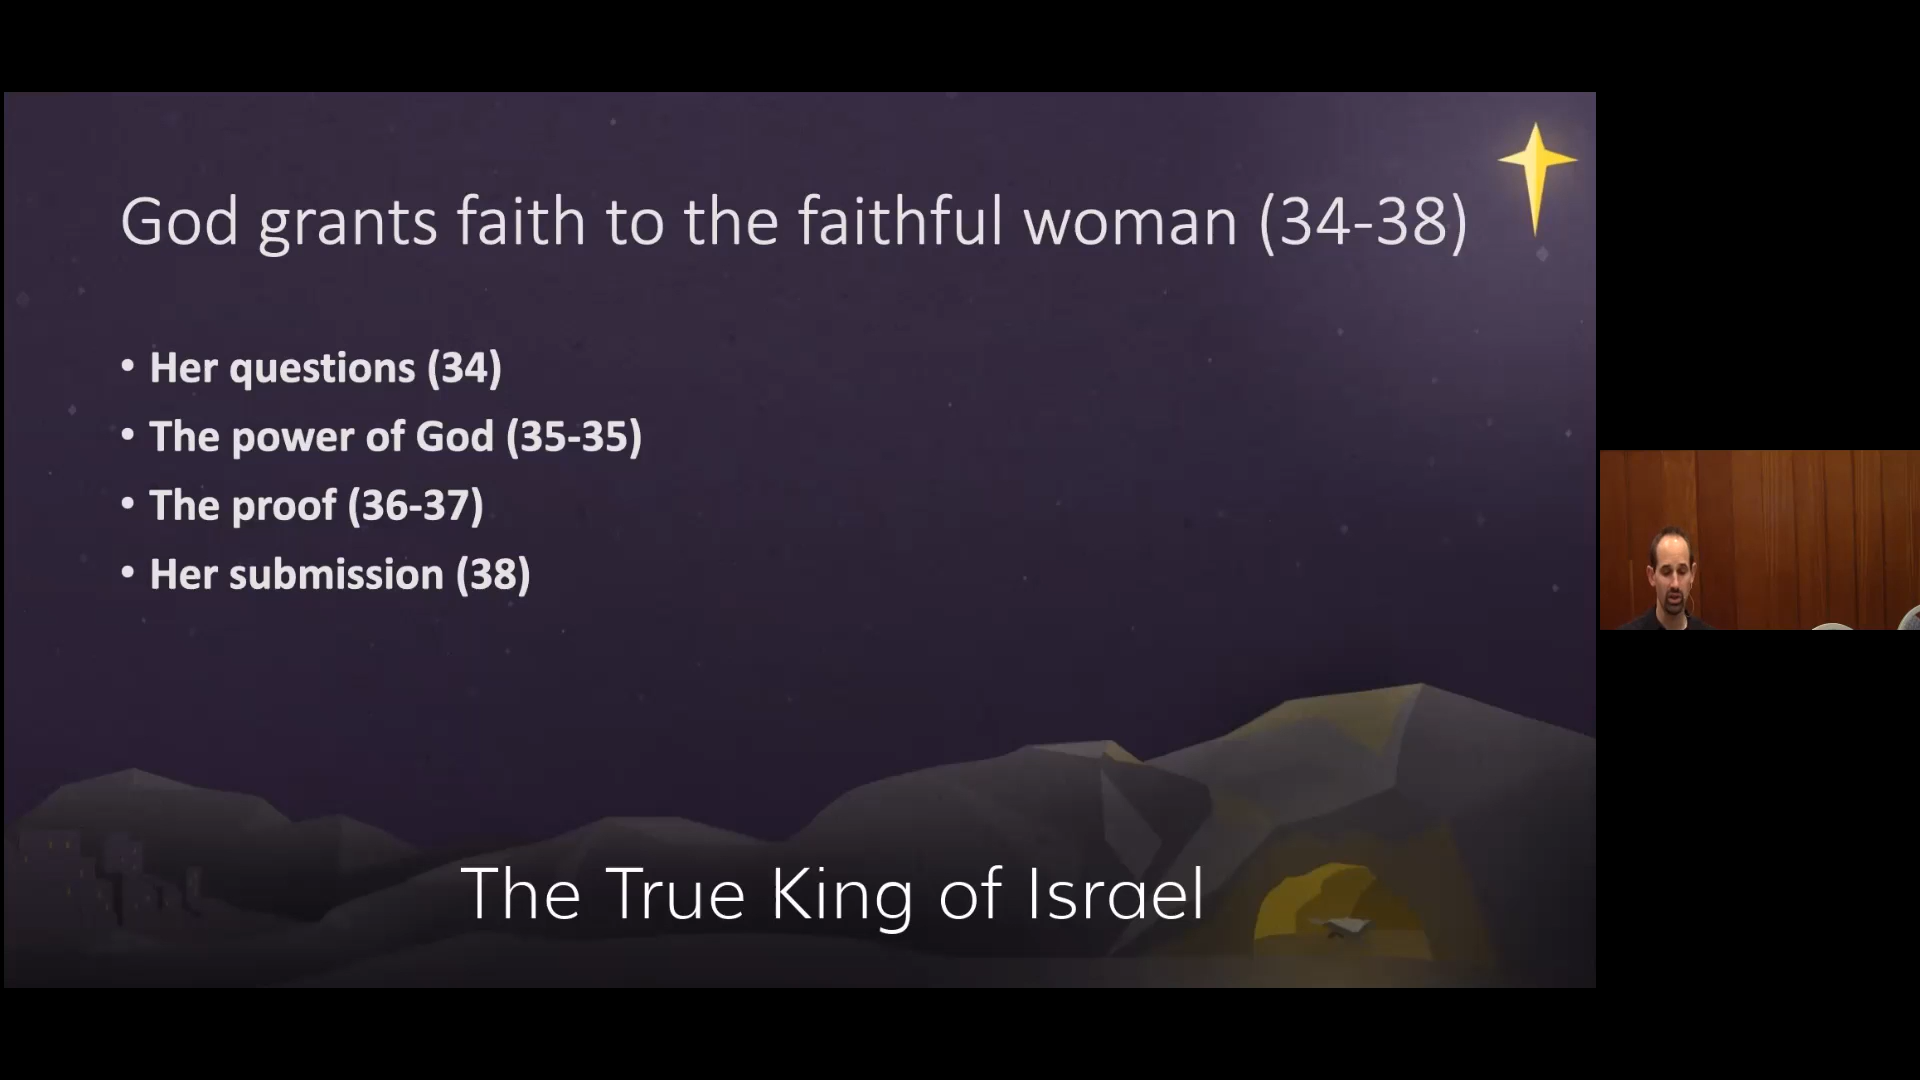 God grants faith to the faithful woman (34-38)
• Her questions (34)
• The power of God (35-35)
• The proof (36-37)
• Her submission (38)
The True King of Israel